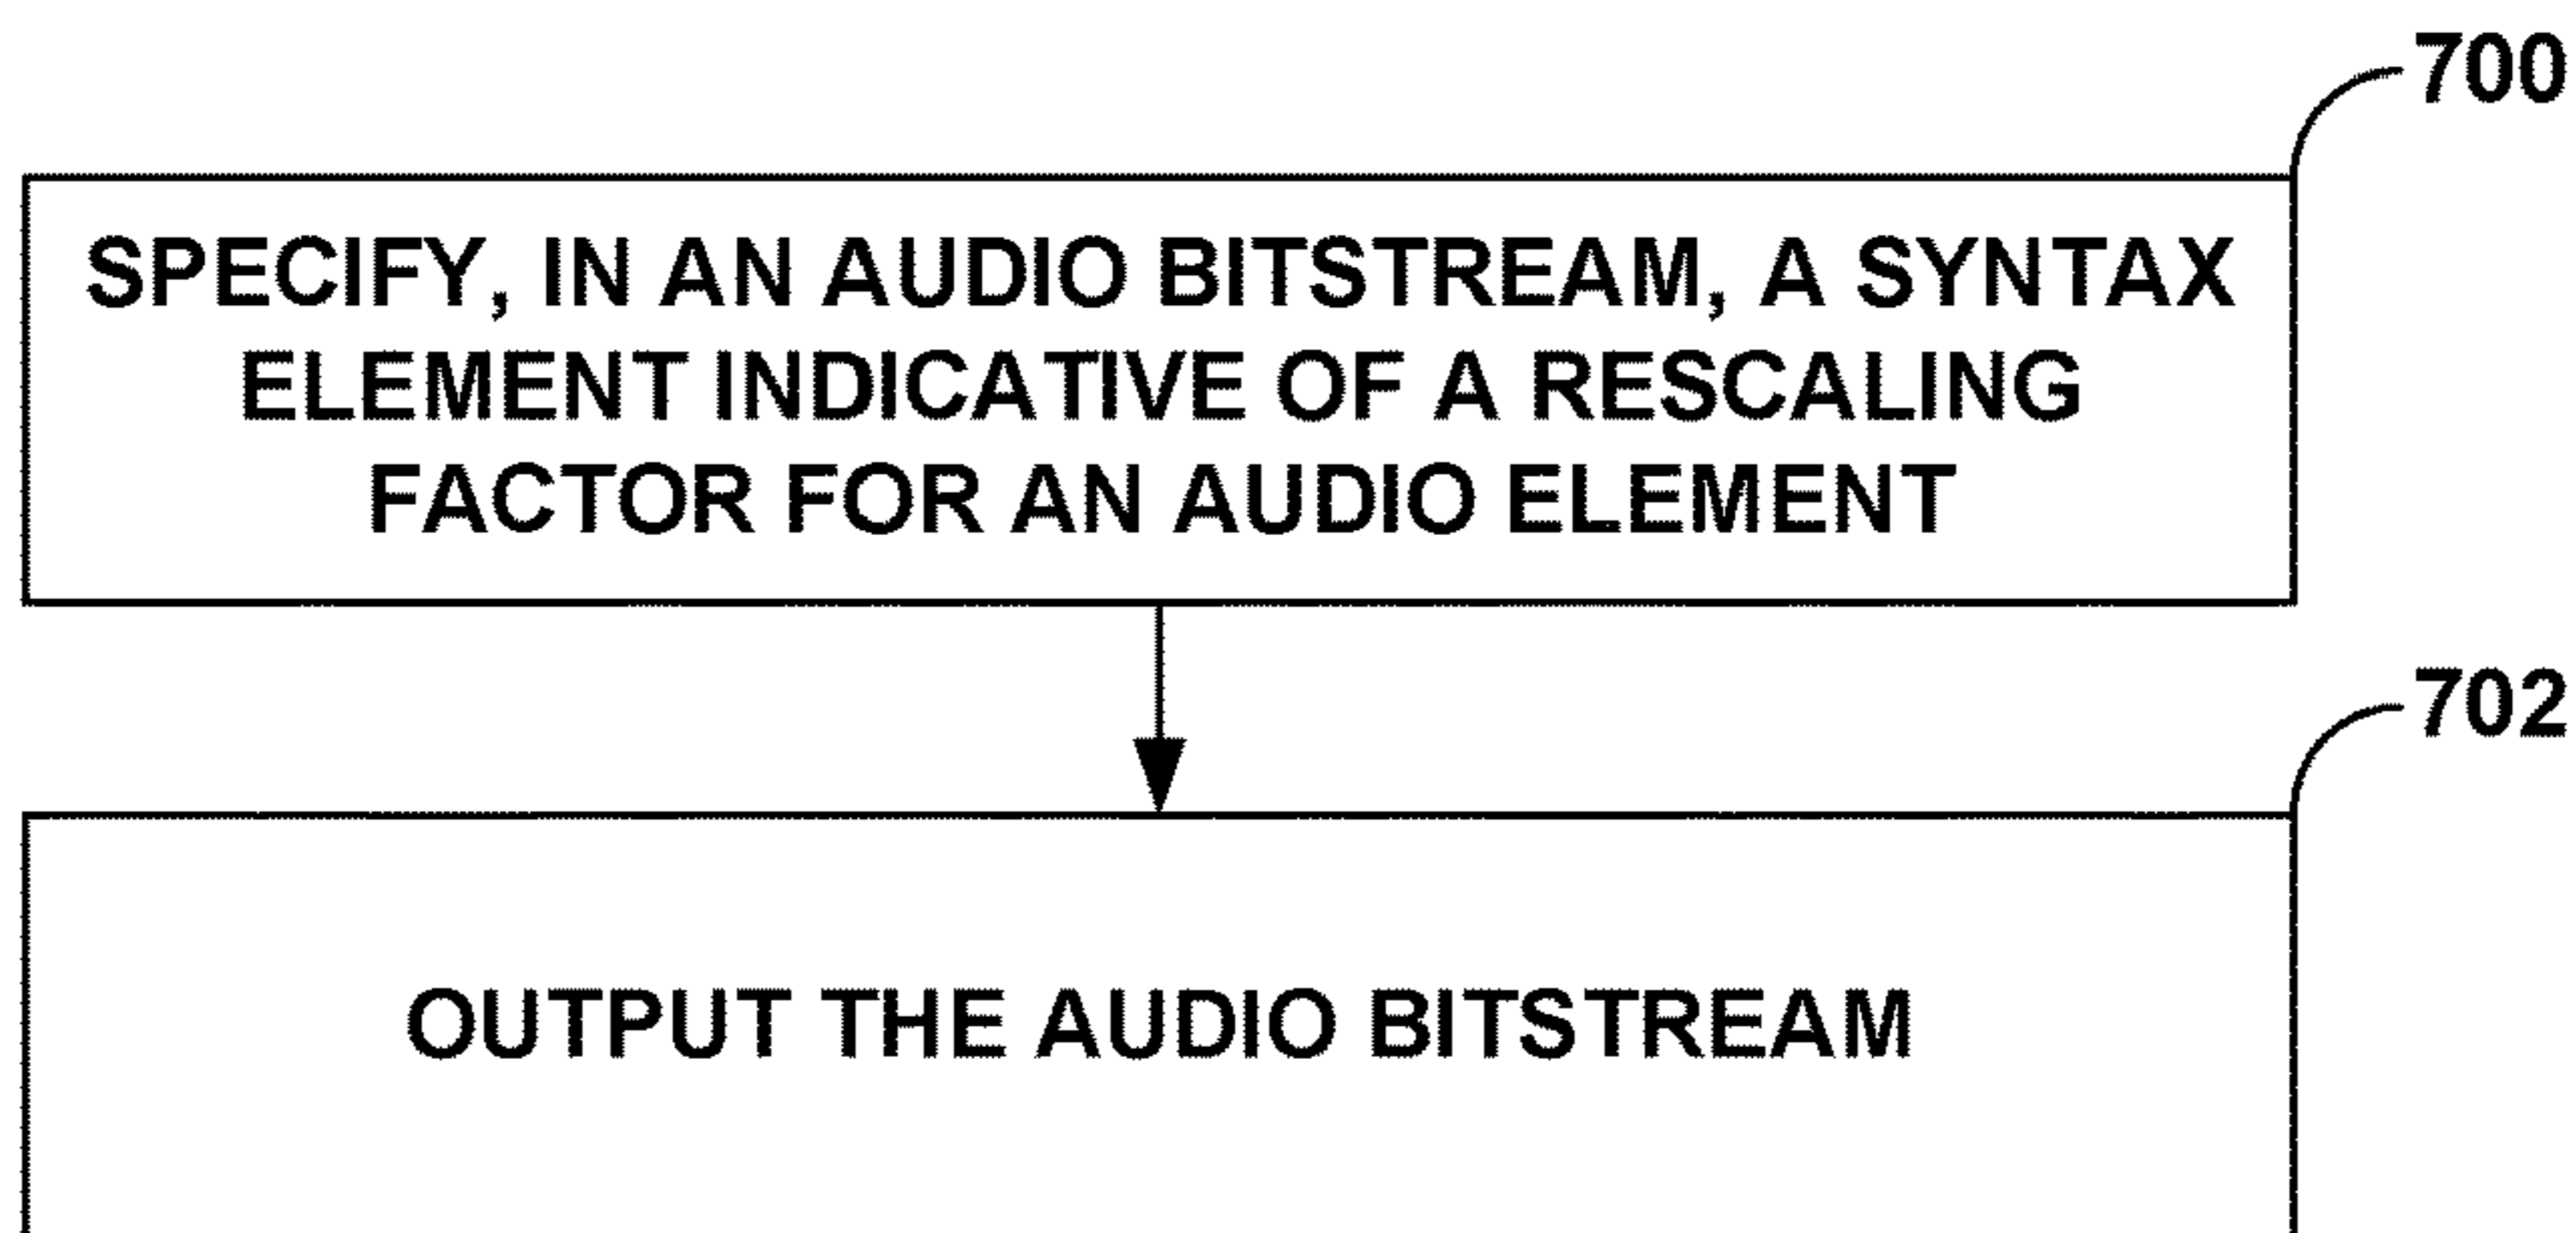 700
SPECIFY, IN AN AUDIO BITSTREAM, A SYNTAX
ELEMENT INDICATIVE OF A RESCALING
FACTOR FOR AN AUDIO ELEMENT
702
OUTPUT THE AUDIO BITSTREAM